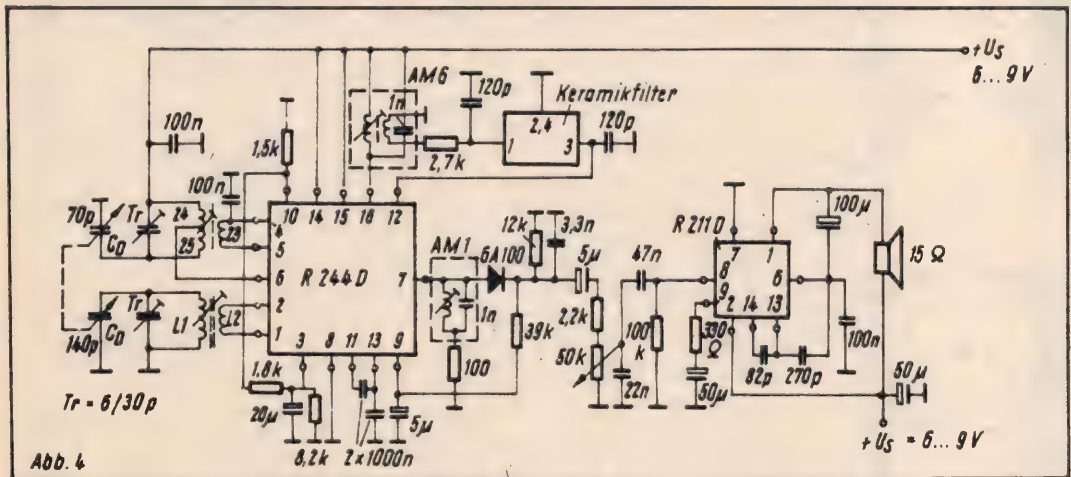 +U_S
6...9 V
AM6
1n
120p
Keramikfilter
2,4
1
3
120p
2,7k
100n
1,5k
100n
10
14
15
16
12
70p
Tr
C_D
24
25
23
4
5
6
2
1
R 244 D
7
140p
Tr
C_D
L1
L2
3
8
11
13
9
Tr = 6/30p
1,8k
20µ
8,2k
2x1000n
5µ
AM1
1n
100
GA100
12k
3,3n
39k
5µ
2,2k
50k
47n
22n
100
k
R 211 D
7
1
8
9
2
14
13
6
330
Ω
50µ
82p
270p
100µ
15 Ω
100n
50µ
+U_S = 6...9 V
Abb. 4